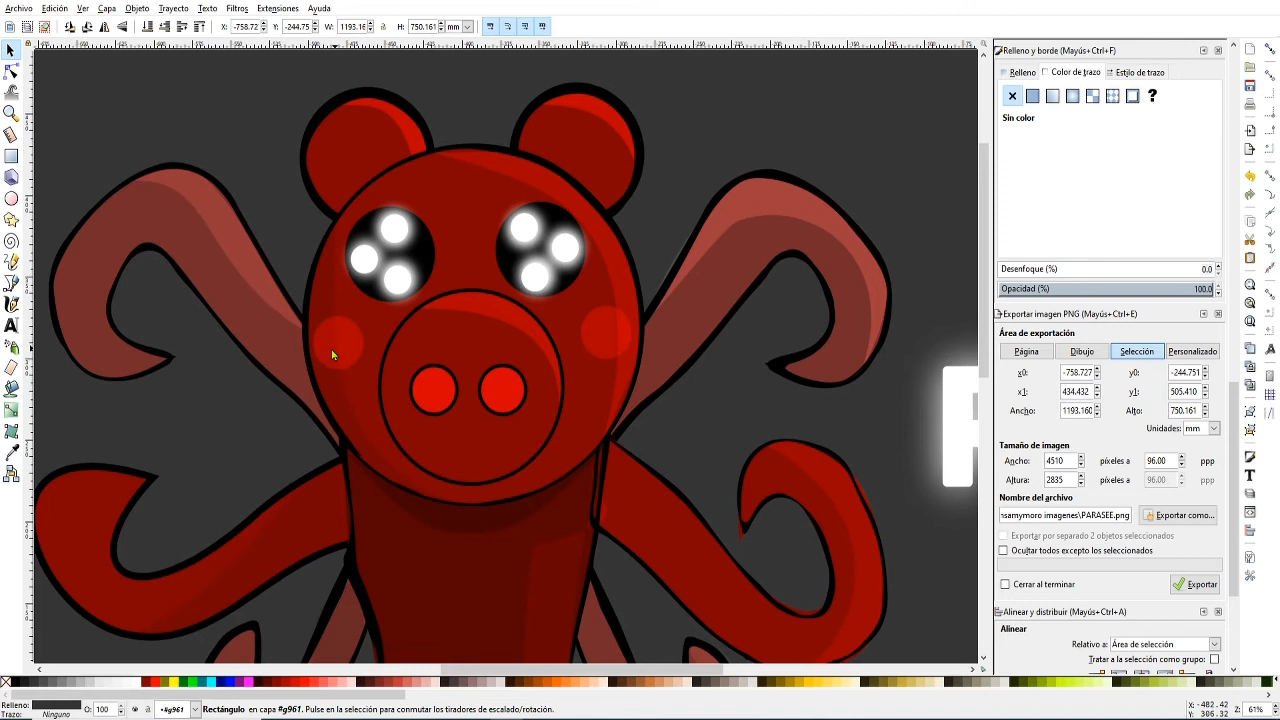 Archivo Edición Ver Capa Objeto Trayecto Texto Filtros Extensiones Ayuda
X: -758.72 Y: -244.75 W: 1193.16 H: 750.161 mm
Relleno y borde (Mayús+Ctrl+F)
Relleno Color de trazo Estilo de trazo
?
Sin color
Desenfoque (%) 0.0
Opacidad (%) 100.0
Exportar imagen PNG (Mayús+Ctrl+E)
Área de exportación
Página Dibujo Selección Personalizado
x0: -758.727 y0: -244.751
x1: 434.432 y1: 505.410
Ancho: 1193.160 Alto: 750.161
Unidades: mm
Tamaño de imagen
Ancho: 4510 píxeles a 96.00 ppp
Altura: 2835 píxeles a 96.00 ppp
Nombre del archivo
ısamymoro imagenes\PARASEE.png Exportar como...
Exportar por separado 2 objetos seleccionados
Ocultar todos excepto los seleccionados
Cerrar al terminar Exportar
Alinear y distribuir (Mayús+Ctrl+A)
Alinear
Relativo a: Área de selección
Tratar a la selección como grupo:
Relleno:
Trazo: Ninguno
O: 100
•#g961
Rectángulo en capa #g961. Pulse en la selección para conmutar los tiradores de escalado/rotación.
X: -482.42
Y: 306.32
Z: 61%